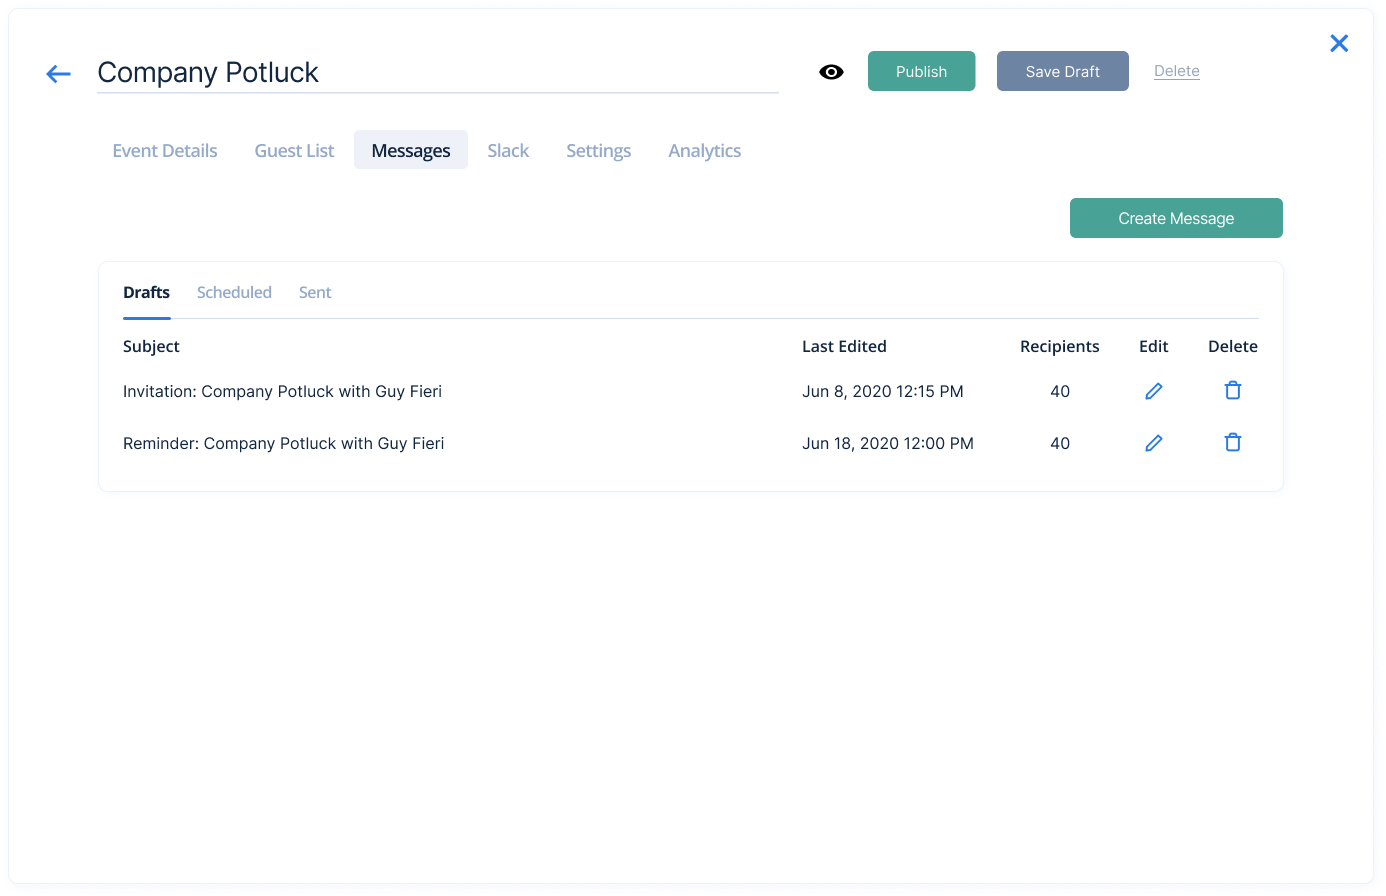 Company Potluck
Publish
Save Draft
Delete
Event Details
Guest List
Messages
Slack
Settings
Analytics
Create Message
Drafts
Scheduled
Sent
Subject Last Edited Recipients Edit Delete
Invitation: Company Potluck with Guy Fieri Jun 8, 2020 12:15 PM 40
Reminder: Company Potluck with Guy Fieri Jun 18, 2020 12:00 PM 40